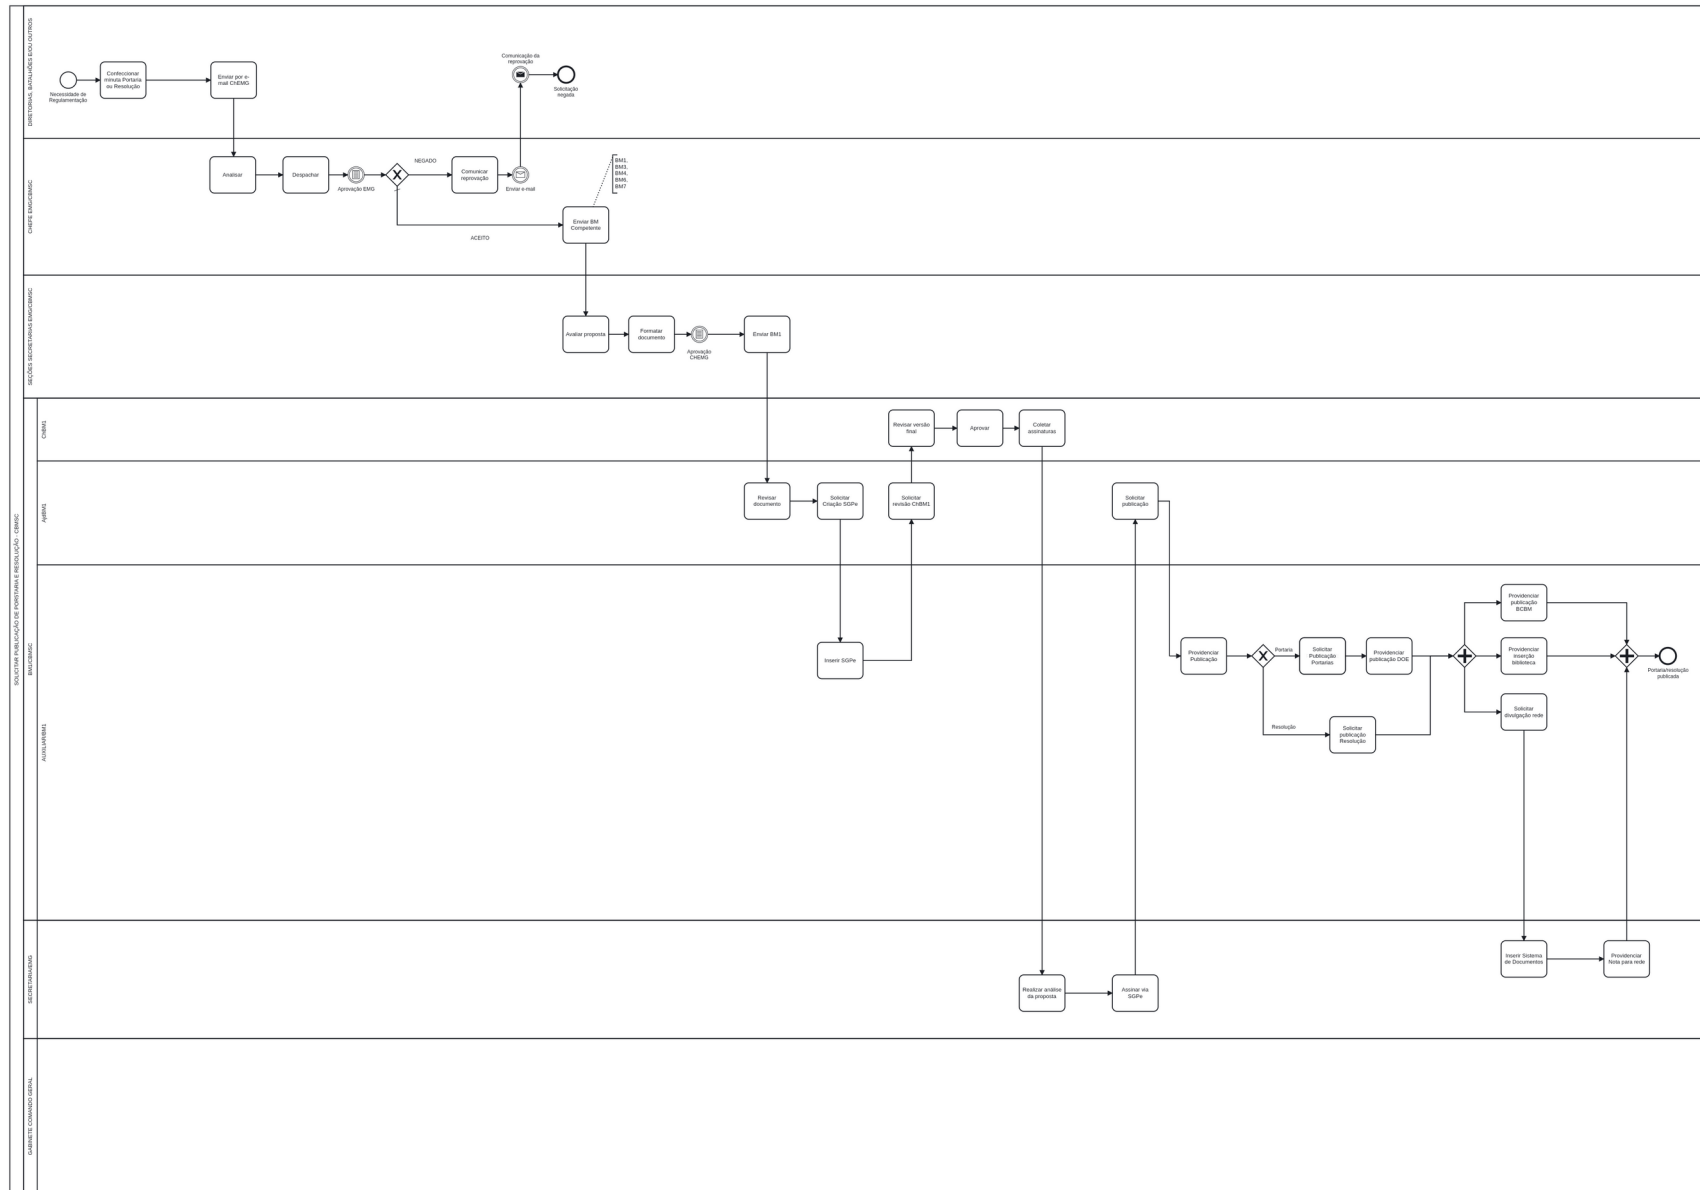 SOLICITAR PUBLICAÇÃO DE PORSTARIA E RESOLUÇÃO - CBMSC
DIRETORIAS, BATALHÕES E/OU OUTROS
Necessidade de
Regulamentação
Confeccionar
minuta Portaria
ou Resolução
Enviar por e-
mail ChEMG
Comunicação da
reprovação
Solicitação
negada
CHEFE EMG/CBMSC
Analisar
Despachar
Aprovação EMG
NEGADO
Comunicar
reprovação
Enviar e-mail
ACEITO
Enviar BM
Competente
BM1,
BM3,
BM4,
BM6,
BM7
SEÇÕES SECRETARIAS EMG/CBMSC
Avaliar proposta
Formatar
documento
Aprovação
CHEMG
Enviar BM1
BM1/CBMSC
ChBM1
Revisar versão
final
Aprovar
Coletar
assinaturas
AjdBM1
Revisar
documento
Solicitar
Criação SGPe
Solicitar
revisão ChBM1
Solicitar
publicação
AUXILIAR/BM1
Inserir SGPe
Providenciar
Publicação
Portaria
Solicitar
Publicação
Portarias
Providenciar
publicação DOE
Resolução
Solicitar
publicação
Resolução
Providenciar
publicação
BCBM
Providenciar
inserção
biblioteca
Solicitar
divulgação rede
Portaria/resolução
publicada
SECRETARIA/EMG
Realizar análise
da proposta
Assinar via
SGPe
Inserir Sistema
de Documentos
Providenciar
Nota para rede
GABINETE COMANDO GERAL